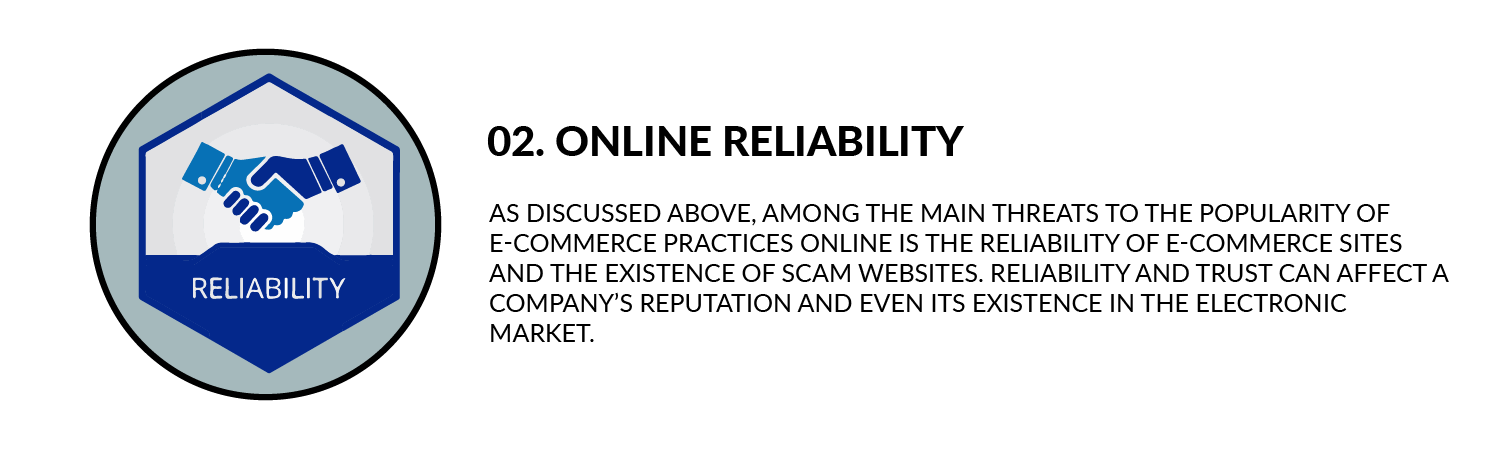 RELIABILITY
02. ONLINE RELIABILITY
AS DISCUSSED ABOVE, AMONG THE MAIN THREATS TO THE POPULARITY OF
E-COMMERCE PRACTICES ONLINE IS THE RELIABILITY OF E-COMMERCE SITES
AND THE EXISTENCE OF SCAM WEBSITES. RELIABILITY AND TRUST CAN AFFECT A
COMPANY’S REPUTATION AND EVEN ITS EXISTENCE IN THE ELECTRONIC
MARKET.